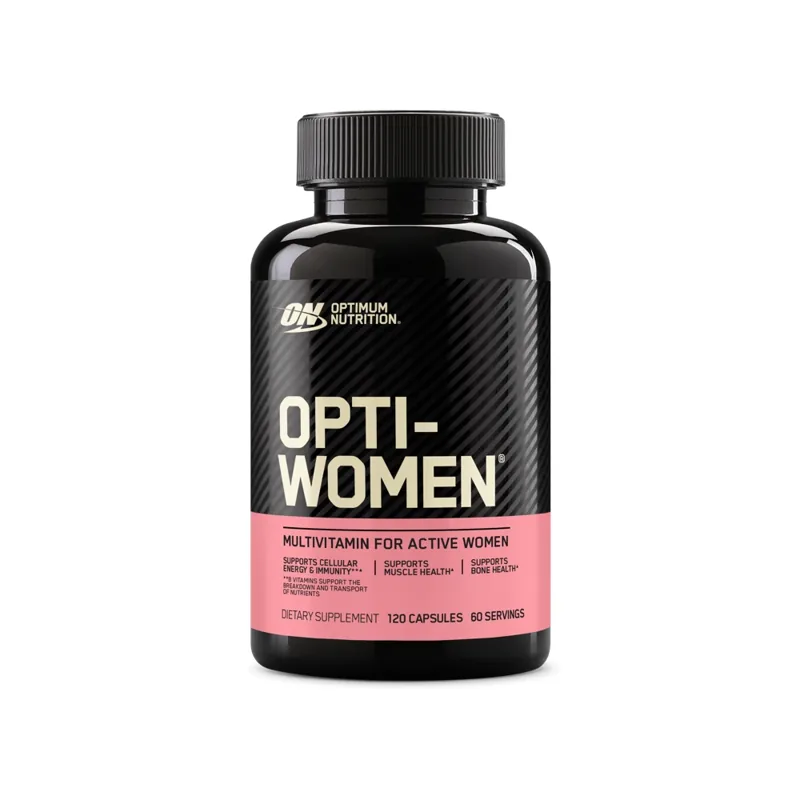 ON OPTIMUM
NUTRITION®
OPTI-
WOMEN®
MULTIVITAMIN FOR ACTIVE WOMEN
SUPPORTS CELLULAR
ENERGY & IMMUNITY***
SUPPORTS
MUSCLE HEALTH*
SUPPORTS
BONE HEALTH*
**B VITAMINS SUPPORT THE
BREAKDOWN AND TRANSPORT
OF NUTRIENTS
DIETARY SUPPLEMENT 120 CAPSULES 60 SERVINGS